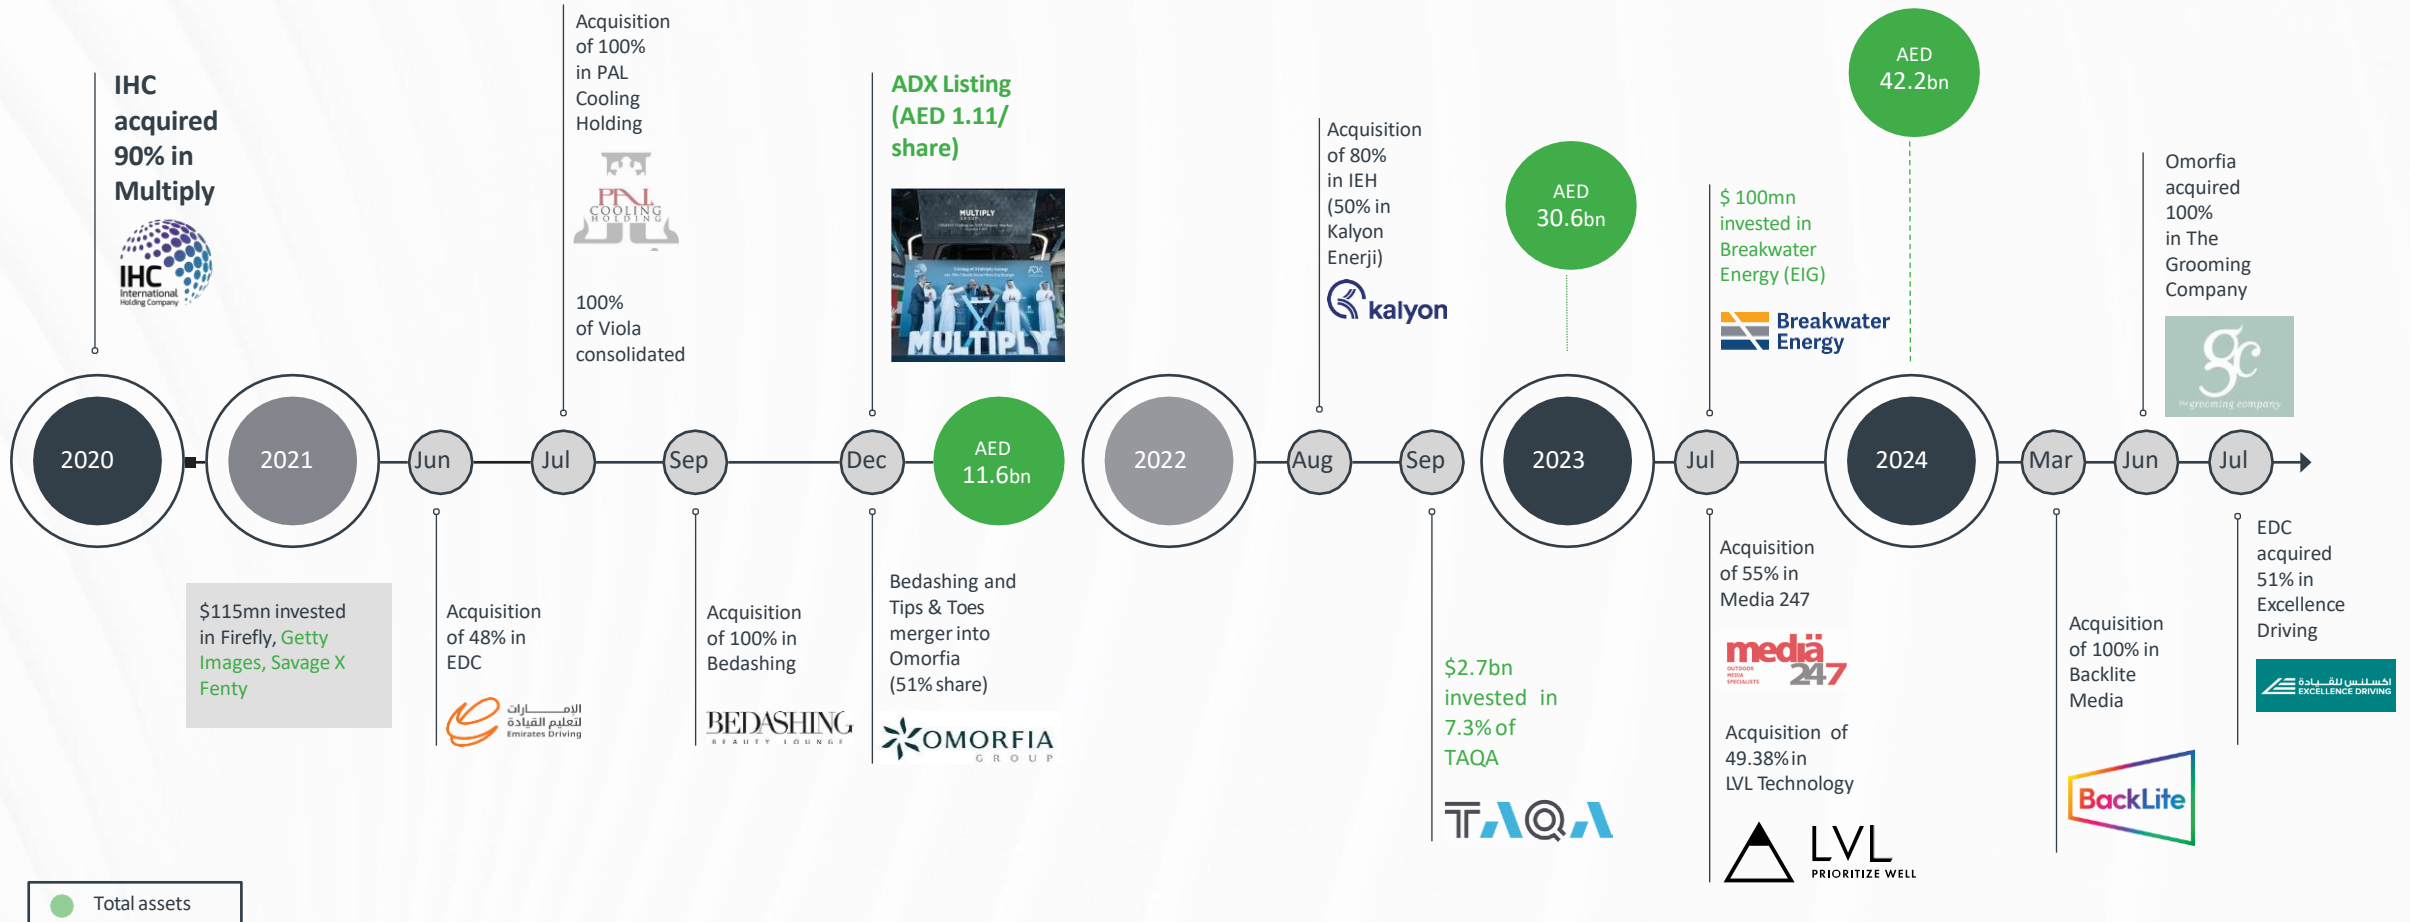 IHC
acquired
90% in
Multiply
IHC
International
Holding Company
2020
2021
$115mn invested
in Firefly, Getty
Images, Savage X
Fenty
Jun
Acquisition
of 48% in
EDC
الإمـــــــارات
لتعليم القيادة
Emirates Driving
Acquisition
of 100%
in PAL
Cooling
Holding
PAL
COOLING
HOLDING
100%
of Viola
consolidated
Jul
Sep
Acquisition
of 100% in
Bedashing
BEDASHING
BEAUTY LOUNGE
ADX Listing
(AED 1.11/
share)
MULTIPLY
ADX
MULTIPLY
Dec
Bedashing and
Tips & Toes
merger into
Omorfia
(51% share)
OMORFIA
GROUP
AED
11.6bn
2022
Acquisition
of 80%
in IEH
(50% in
Kalyon
Enerji)
kalyon
Aug
Sep
$2.7bn
invested in
7.3% of
TAQA
TAQA
AED
30.6bn
2023
$ 100mn
invested in
Breakwater
Energy (EIG)
Breakwater
Energy
Jul
Acquisition
of 55% in
Media 247
mediä
OUTDOOR
MEDIA
SPECIALISTS
247
Acquisition of
49.38% in
LVL Technology
LVL
PRIORITIZE WELL
AED
42.2bn
2024
Mar
Acquisition
of 100% in
Backlite
Media
BackLite
Omorfia
acquired
100%
in The
Grooming
Company
gc
the grooming company
Jun
Jul
EDC
acquired
51% in
Excellence
Driving
اكسلنس للقـيـادة
EXCELLENCE DRIVING
Total assets